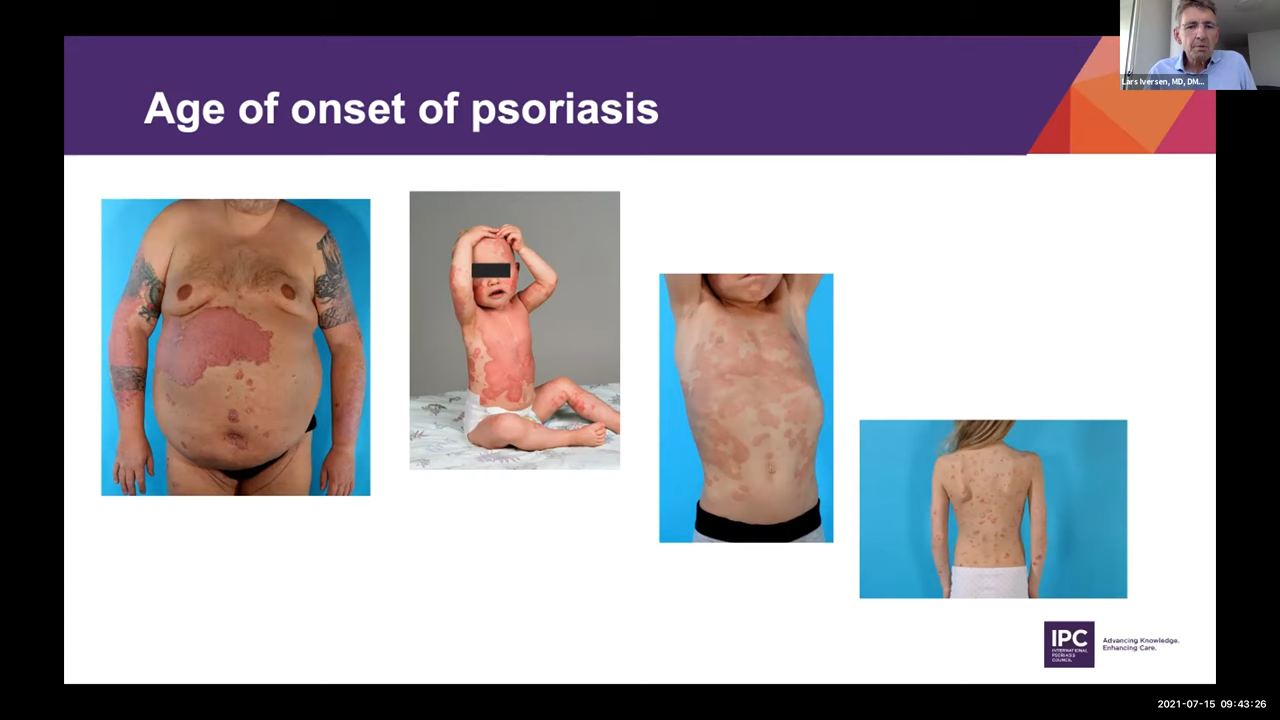 Lars Iversen, MD, DM...
Age of onset of psoriasis
IPC
INTERNATIONAL
PSORIASIS
COUNCIL
Advancing Knowledge.
Enhancing Care.
2021-07-15 09:43:26